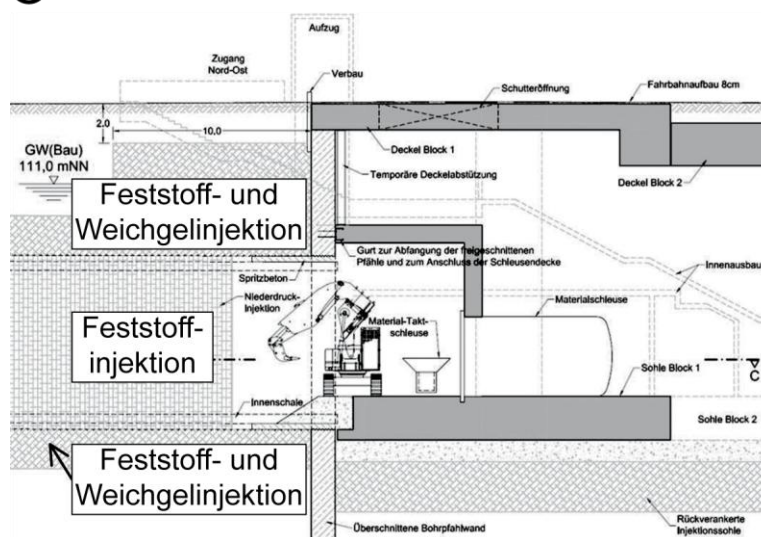 Aufzug
Zugang
Nord-Ost
Verbau
Schutteröffnung
Fahrbahnaufbau 8cm
2.0
10.0
GW(Bau)
111,0 mNN
Deckel Block 1
Temporäre Deckelabstützung
Deckel Block 2
Feststoff- und
Weichgelinjektion
Gurt zur Abfangung der freigeschnittenen
Pfähle und zum Anschluss der Schleusendecke
Spritzbeton
Innenausbau
Niederdruck-
Injektion
Materialschleuse
Feststoff-
injektion
Material-Takt-
schleuse
C
Sohle Block 1
Innenschale
Sohle Block 2
Feststoff- und
Weichgelinjektion
Überschnittene Bohrpfahlwand
Rückverankerte
Injektionssohle